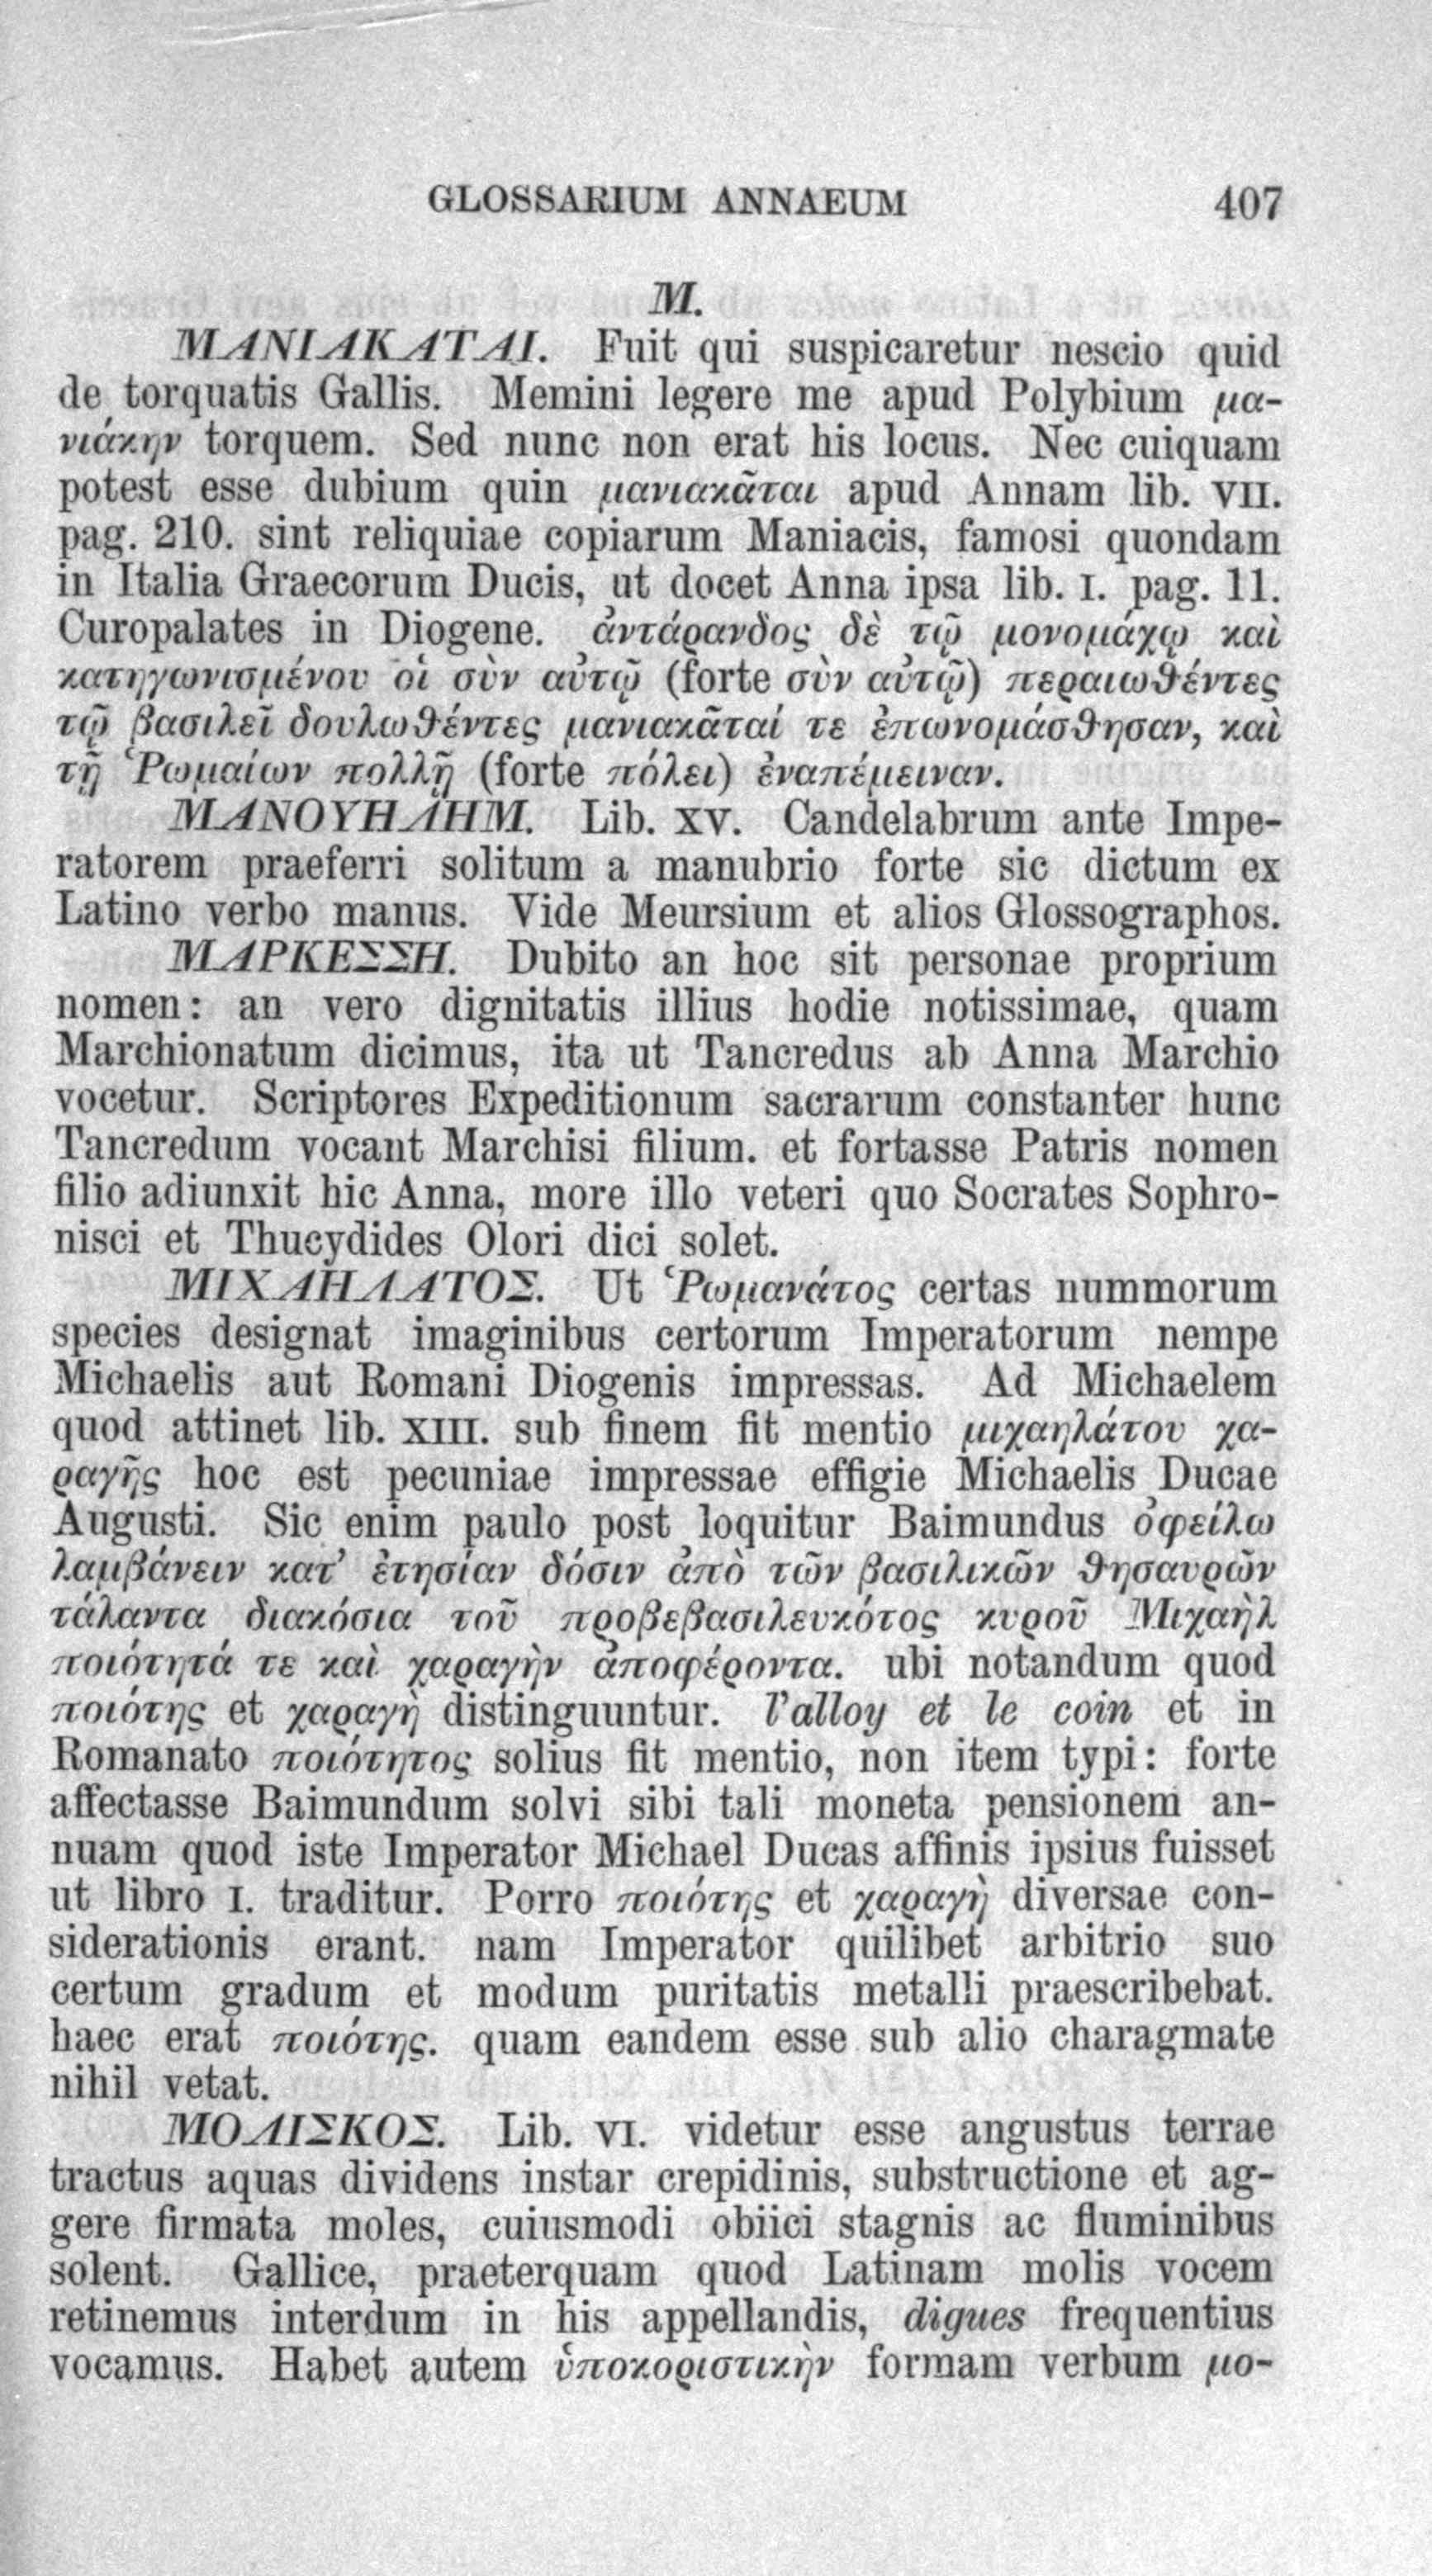 GLOSSARIUM ANNAEUM 407
M.
ΜΑΝΙΑΚΑΤΑΙ. Fuit qui suspicaretur nescio quid
de torquatis Gallis. Memini legere me apud Polybium μα-
νιάκην torquem. Sed nunc non erat his locus. Nec cuiquam
potest esse dubium quin μανιακᾶται apud Annam lib. VII.
pag. 210. sint reliquiae copiarum Maniacis, famosi quondam
in Italia Graecorum Ducis, ut docet Anna ipsa lib. I. pag. 11.
Curopalates in Diogene. ἀντάρανδος δὲ τῷ μονομάχῳ καὶ
κατηγωνισμένου οἱ σὺν αὐτῷ (forte σὺν αὐτῷ) περαιωθέντες
τῷ βασιλεῖ δουλωθέντες μανιακᾶταί τε ἐπωνομάσθησαν, καὶ
τῇ Ῥωμαίων πολλῇ (forte πόλει) ἐναπέμειναν.
ΜΑΝΟΥΗΛΗΜ. Lib. XV. Candelabrum ante Impe-
ratorem praeferri solitum a manubrio forte sic dictum ex
Latino verbo manus. Vide Meursium et alios Glossographos.
ΜΑΡΚΕΣΣΗ. Dubito an hoc sit personae proprium
nomen: an vero dignitatis illius hodie notissimae, quam
Marchionatum dicimus, ita ut Tancredus ab Anna Marchio
vocetur. Scriptores Expeditionum sacrarum constanter hunc
Tancredum vocant Marchisi filium. et fortasse Patris nomen
filio adiunxit hic Anna, more illo veteri quo Socrates Sophro-
nisci et Thucydides Olori dici solet.
ΜΙΧΑΗΛΑΤΟΣ. Ut Ῥωμανάτος certas nummorum
species designat imaginibus certorum Imperatorum nempe
Michaelis aut Romani Diogenis impressas. Ad Michaelem
quod attinet lib. XIII. sub finem fit mentio μιχαηλάτου χα-
ραγῆς hoc est pecuniae impressae effigie Michaelis Ducae
Augusti. Sic enim paulo post loquitur Baimundus ὀφείλω
λαμβάνειν κατ’ ἐτησίαν δόσιν ἀπὸ τῶν βασιλικῶν θησαυρῶν
τάλαντα διακόσια τοῦ προβεβασιλευκότος κυροῦ Μιχαὴλ
ποιότητά τε καὶ χαραγὴν ἀποφέροντα. ubi notandum quod
ποιότης et χαραγὴ distinguuntur. l’alloy et le coin et in
Romanato ποιότητος solius fit mentio, non item typi: forte
affectasse Baimundum solvi sibi tali moneta pensionem an-
nuam quod iste Imperator Michael Ducas affinis ipsius fuisset
ut libro I. traditur. Porro ποιότης et χαραγὴ diversae con-
siderationis erant. nam Imperator quilibet arbitrio suo
certum gradum et modum puritatis metalli praescribebat.
haec erat ποιότης. quam eandem esse sub alio charagmate
nihil vetat.
ΜΟΛΙΣΚΟΣ. Lib. VI. videtur esse angustus terrae
tractus aquas dividens instar crepidinis, substructione et ag-
gere firmata moles, cuiusmodi obiici stagnis ac fluminibus
solent. Gallice, praeterquam quod Latinam molis vocem
retinemus interdum in his appellandis, digues frequentius
vocamus. Habet autem ὑποκοριστικὴν formam verbum μο-